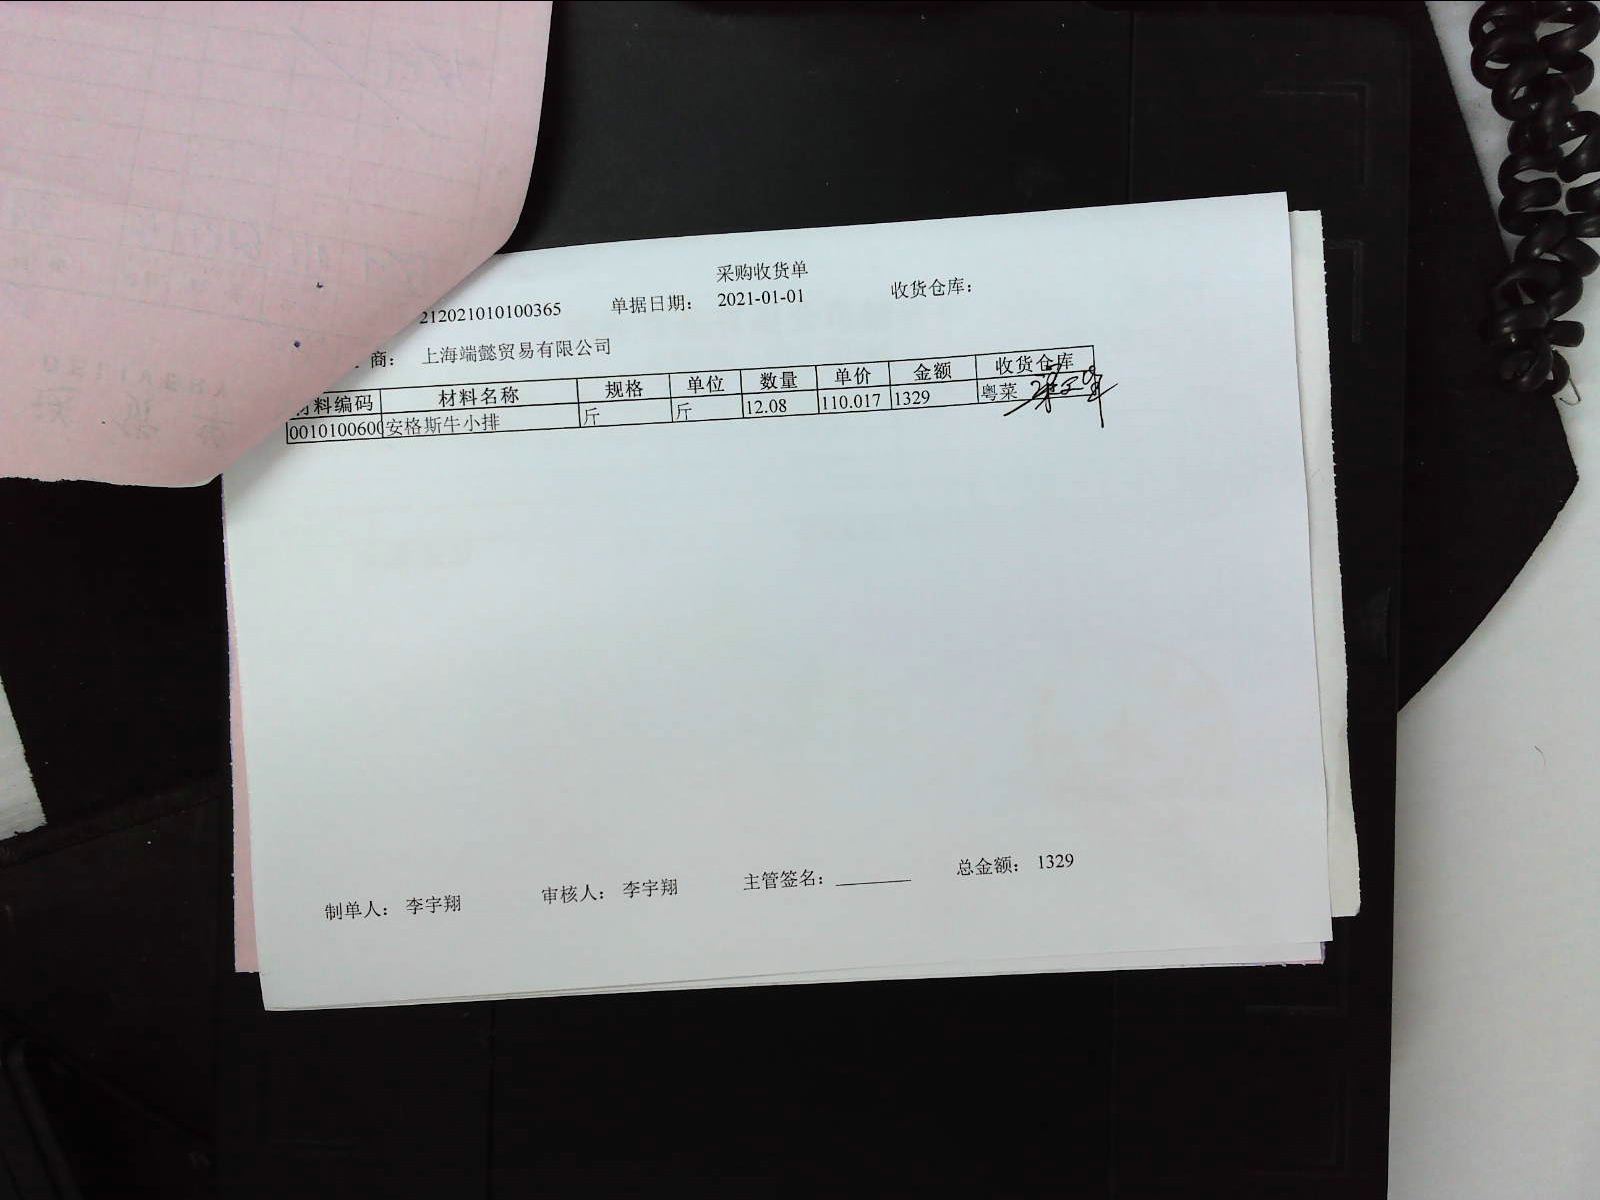 采购收货单
212021010100365 单据日期： 2021-01-01 收货仓库：
商： 上海端懿贸易有限公司
材料编码 材料名称 规格 单位 数量 单价 金额 收货仓库
0010100600 安格斯牛小排 斤 斤 12.08 110.017 1329 粤菜
制单人： 李宇翔 审核人： 李宇翔 主管签名： 总金额： 1329